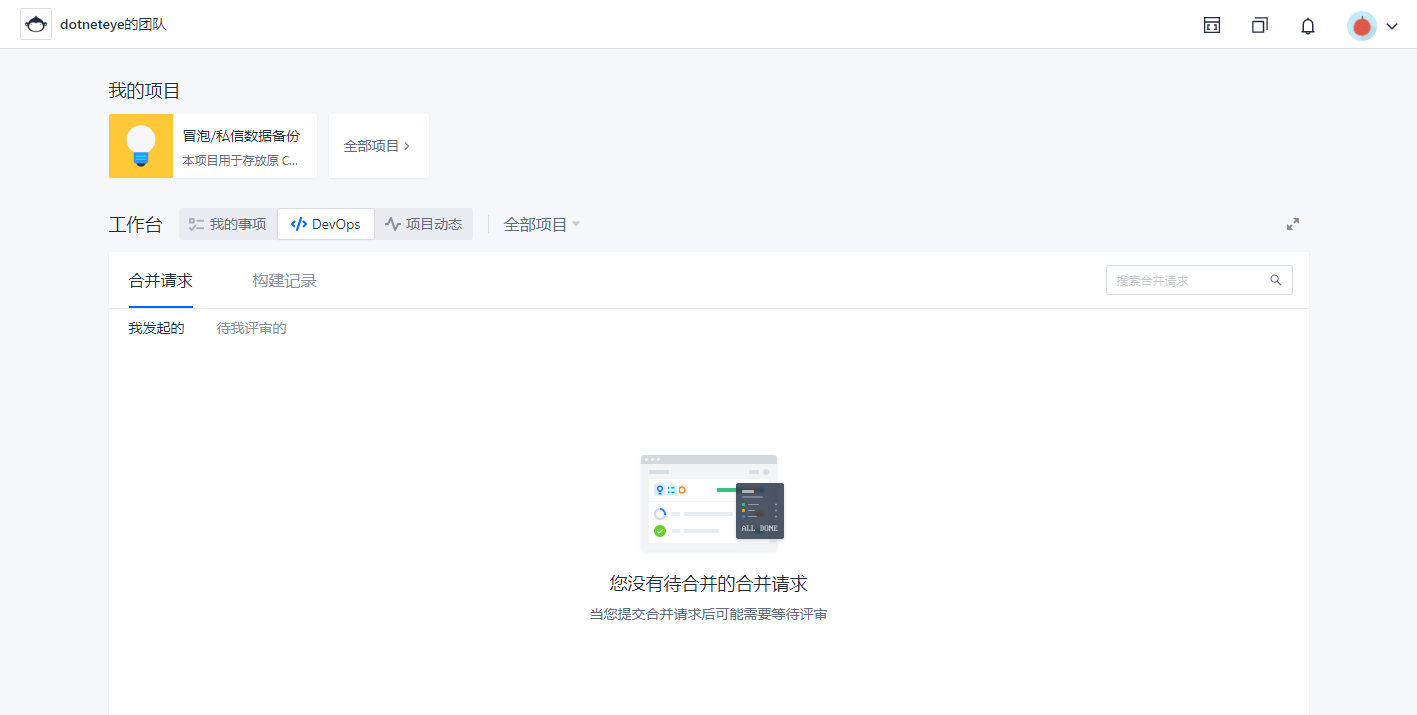 dotneteye的团队
我的项目
冒泡/私信数据备份
本项目用于存放原 C...
全部项目
工作台
我的事项
DevOps
项目动态
全部项目
合并请求
构建记录
搜索合并请求
我发起的
待我评审的
ALL DONE
您没有待合并的合并请求
当您提交合并请求后可能需要等待评审